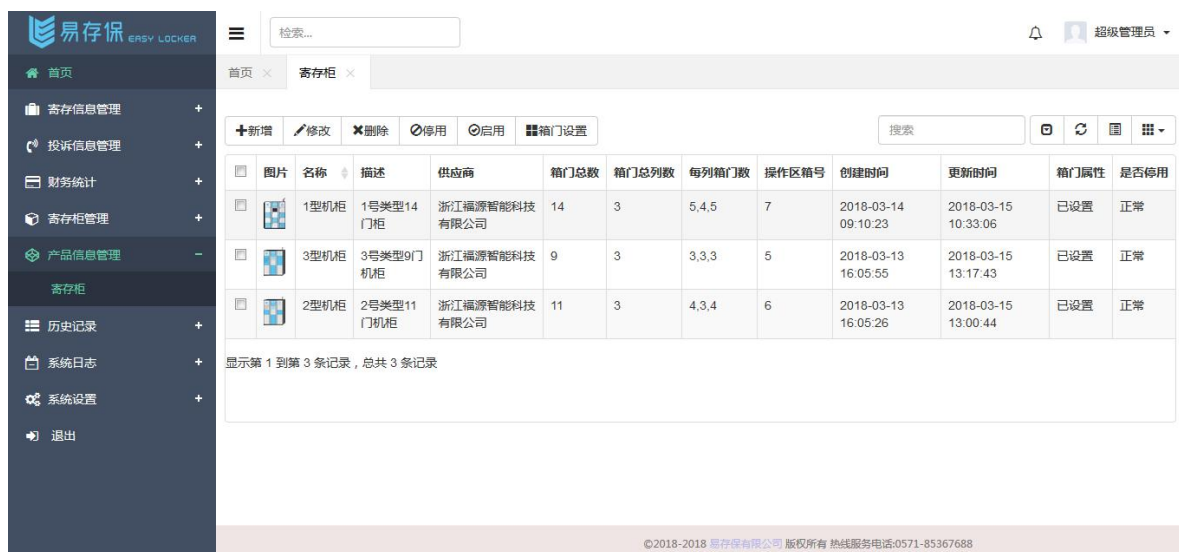 易存保 EASY LOCKER
检索...
超级管理员
首页
寄存信息管理 +
投诉信息管理 +
财务统计 +
寄存柜管理 +
产品信息管理 -
寄存柜
历史记录 +
系统日志 +
系统设置 +
退出
首页 × 寄存柜 ×
新增 修改 删除 停用 启用 箱门设置
搜索
图片 名称 描述 供应商 箱门总数 箱门总列数 每列箱门数 操作区箱号 创建时间 更新时间 箱门属性 是否停用
1型机柜 1号类型14 浙江福源智能科技 14 3 5,4,5 7 2018-03-14 2018-03-15 已设置 正常
门柜 有限公司 09:10:23 10:33:06
3型机柜 3号类型9门 浙江福源智能科技 9 3 3,3,3 5 2018-03-13 2018-03-15 已设置 正常
机柜 有限公司 16:05:55 13:17:43
2型机柜 2号类型11 浙江福源智能科技 11 3 4,3,4 6 2018-03-13 2018-03-15 已设置 正常
门机柜 有限公司 16:05:26 13:00:44
显示第 1 到第 3 条记录，总共 3 条记录
©2018-2018 易存保有限公司 版权所有 热线服务电话:0571-85367688